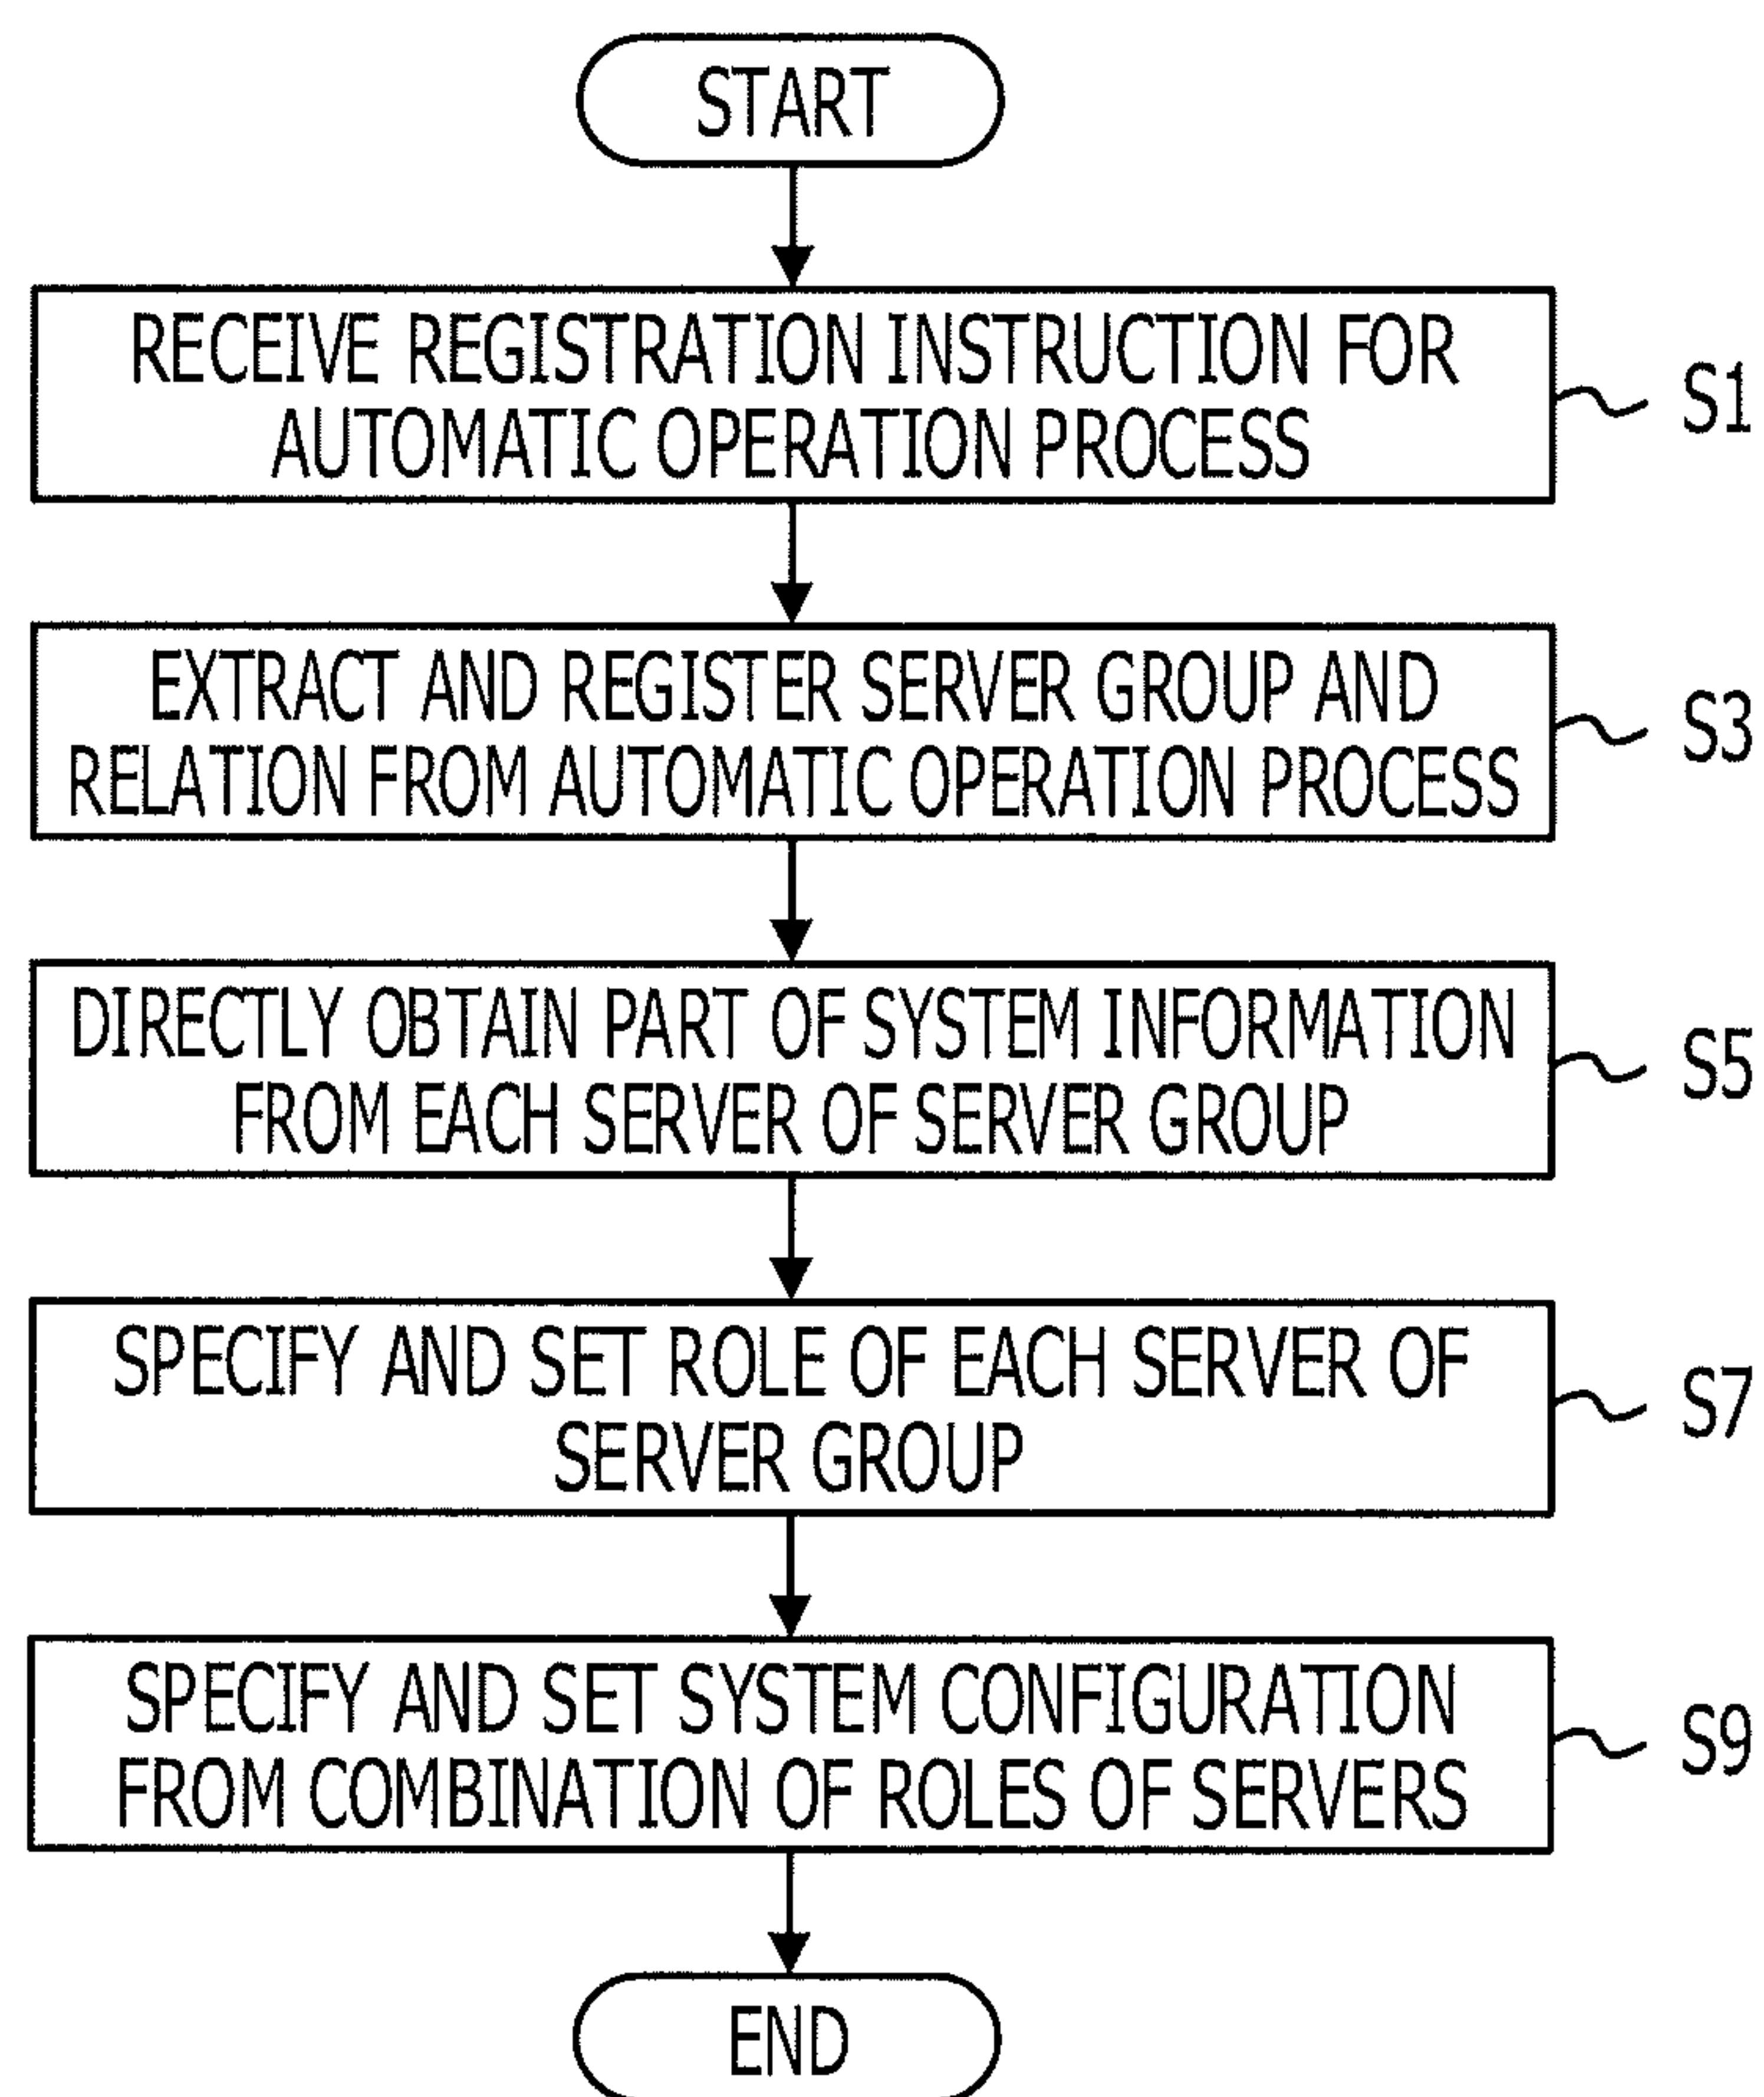 START
RECEIVE REGISTRATION INSTRUCTION FOR
AUTOMATIC OPERATION PROCESS
S1
EXTRACT AND REGISTER SERVER GROUP AND
RELATION FROM AUTOMATIC OPERATION PROCESS
S3
DIRECTLY OBTAIN PART OF SYSTEM INFORMATION
FROM EACH SERVER OF SERVER GROUP
S5
SPECIFY AND SET ROLE OF EACH SERVER OF
SERVER GROUP
S7
SPECIFY AND SET SYSTEM CONFIGURATION
FROM COMBINATION OF ROLES OF SERVERS
S9
END